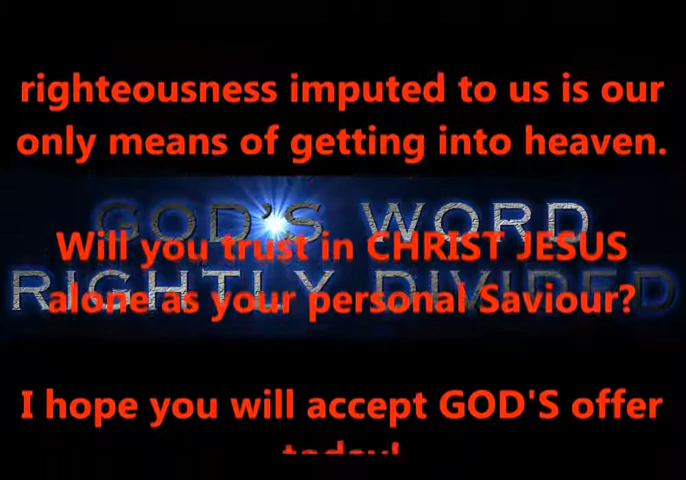 righteousness imputed to us is our
only means of getting into heaven.
GOD'S WORD
Will you trust in CHRIST JESUS
RIGHTLY DIVIDED
alone as your personal Saviour?
I hope you will accept GOD'S offer
today!